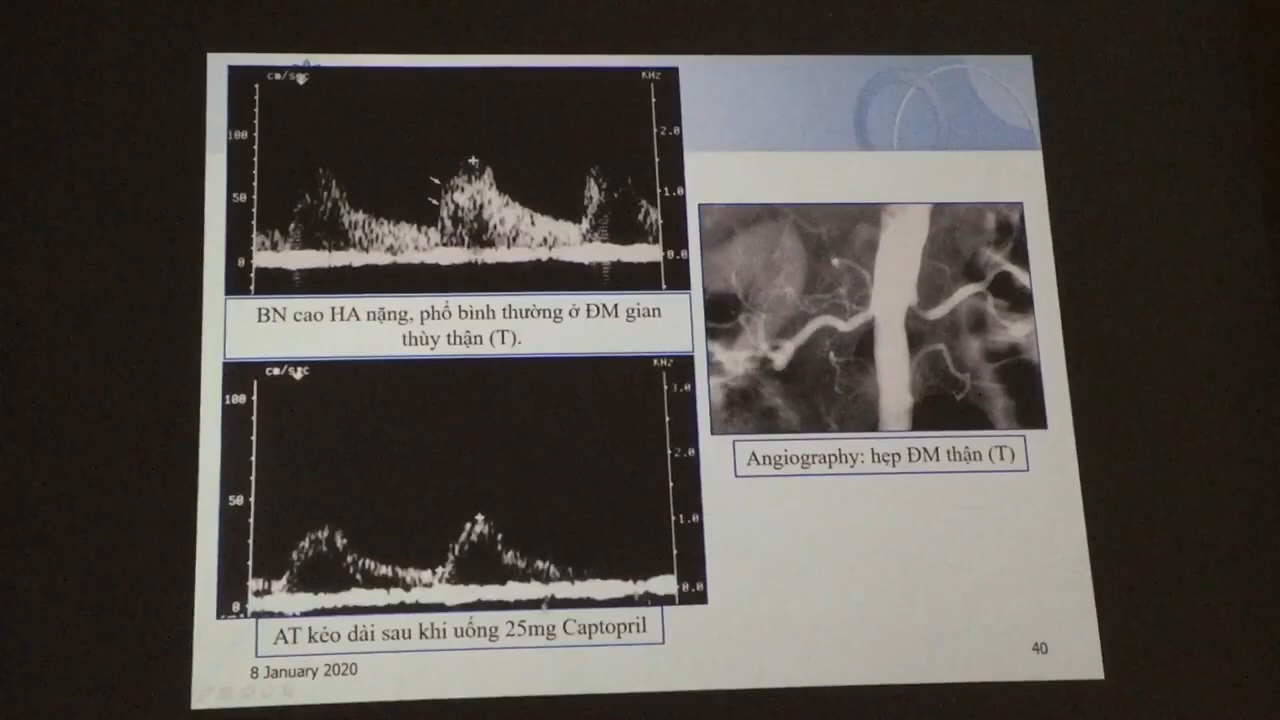 cm/sec
KHz
100
50
0
2.0
1.0
0.0
BN cao HA nặng, phổ bình thường ở ĐM gian
thùy thận (T).
cm/sec
KHz
100
50
0
3.0
2.0
1.0
0.0
AT kéo dài sau khi uống 25mg Captopril
Angiography: hẹp ĐM thận (T)
8 January 2020
40